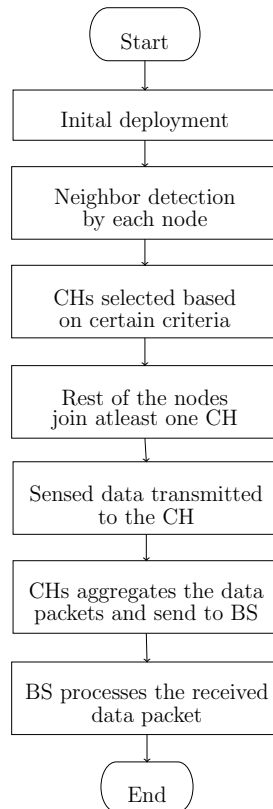 Start
Inital deployment
Neighbor detection
by each node
CHs selected based
on certain criteria
Rest of the nodes
join atleast one CH
Sensed data transmitted
to the CH
CHs aggregates the data
packets and send to BS
BS processes the received
data packet
End